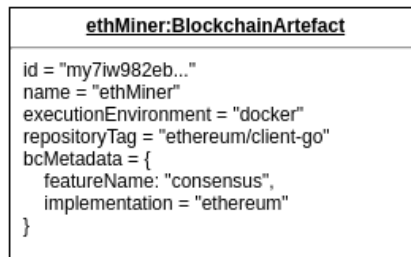 ethMiner:BlockchainArtefact
id = "my7iw982eb..."
name = "ethMiner"
executionEnvironment = "docker"
repositoryTag = "ethereum/client-go"
bcMetadata = {
featureName: "consensus",
implementation = "ethereum"
}